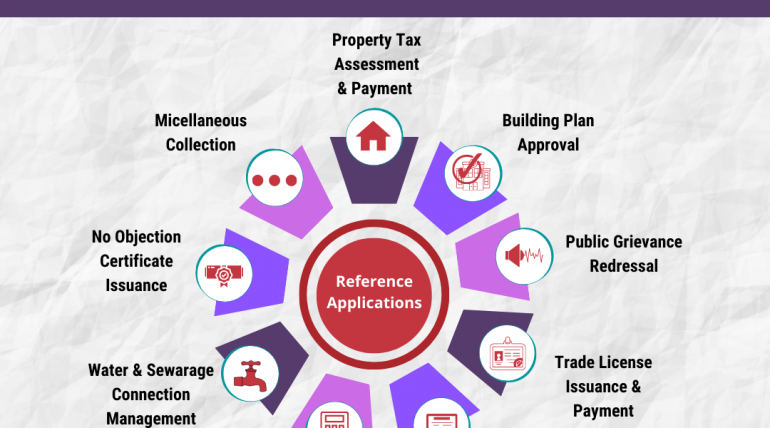 Property Tax
Assessment
& Payment
Micellaneous
Collection
Building Plan
Approval
No Objection
Certificate
Issuance
Public Grievance
Redressal
Reference
Applications
Water & Sewarage
Connection
Management
Trade License
Issuance &
Payment